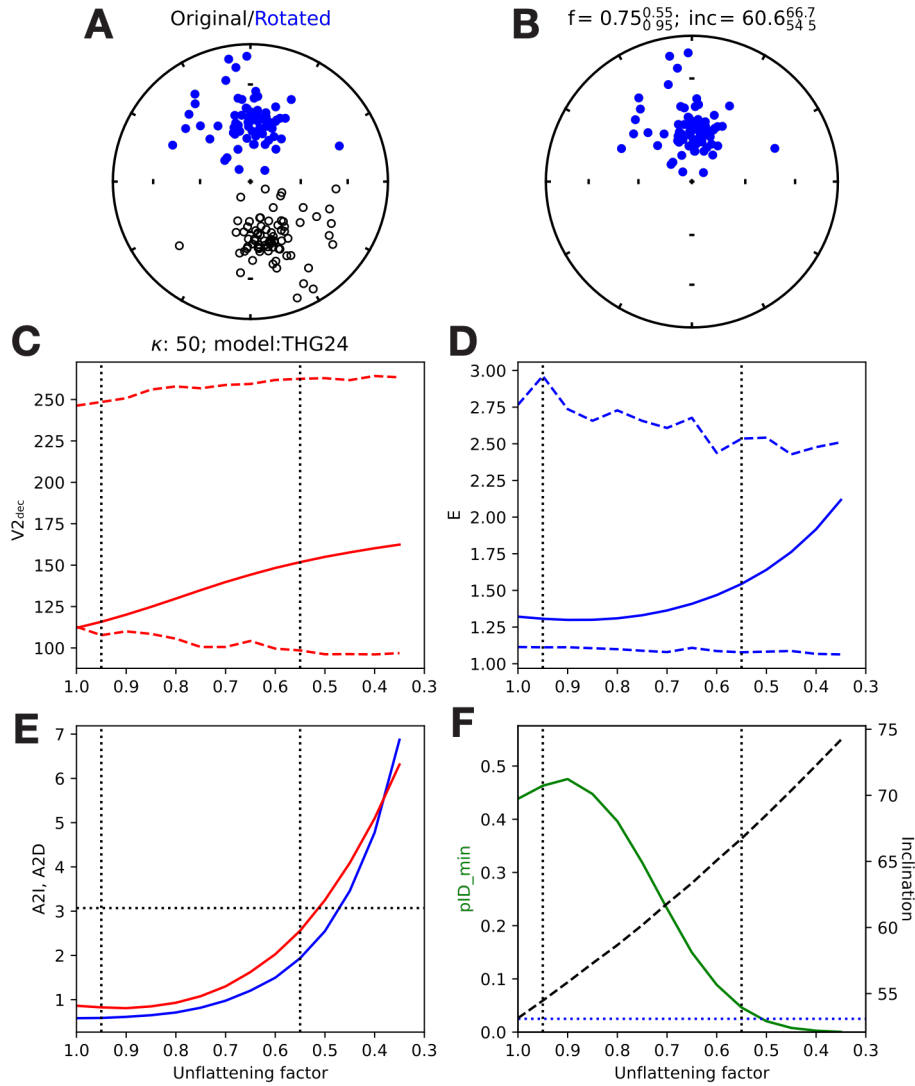 A
Original/Rotated
B
f = 0.75 0.55 0 95; inc = 60.6 66.7 54 5
C
κ: 50; model:THG24
D
250
225
200
175
150
125
100
V2dec
1.0 0.9 0.8 0.7 0.6 0.5 0.4 0.3
3.00
2.75
2.50
2.25
2.00
1.75
1.50
1.25
1.00
E
1.0 0.9 0.8 0.7 0.6 0.5 0.4 0.3
E
7
6
5
4
3
2
1
A2I, A2D
1.0 0.9 0.8 0.7 0.6 0.5 0.4 0.3
Unflattening factor
F
0.5
0.4
0.3
0.2
0.1
0.0
pID_min
75
70
65
60
55
Inclination
1.0 0.9 0.8 0.7 0.6 0.5 0.4 0.3
Unflattening factor